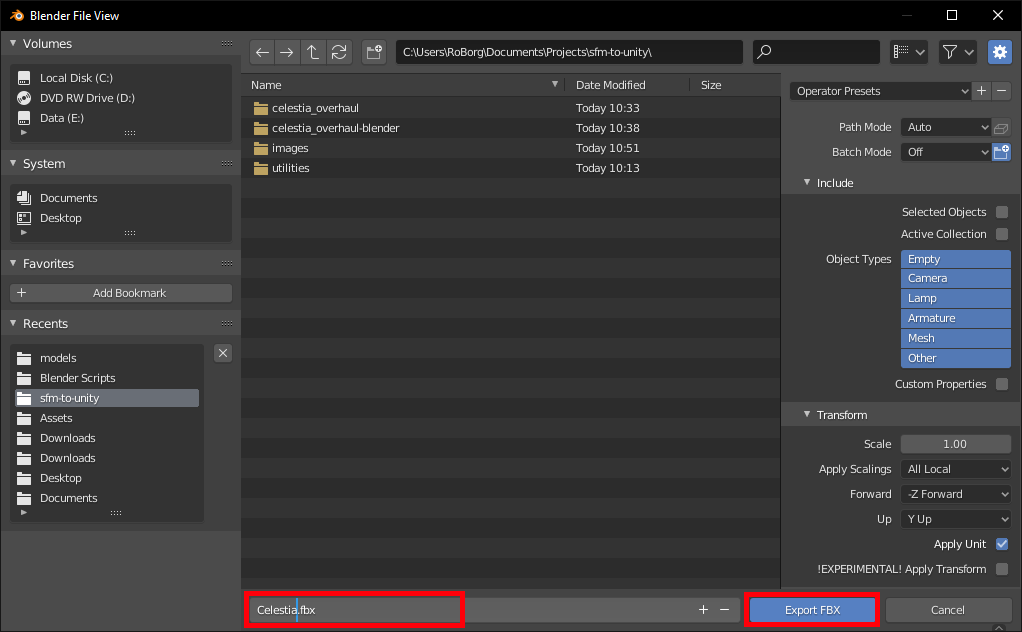 Blender File View
Volumes
Local Disk (C:)
DVD RW Drive (D:)
Data (E:)
System
Documents
Desktop
Favorites
Add Bookmark
Recents
models
Blender Scripts
sfm-to-unity
Assets
Downloads
Downloads
Desktop
Documents
C:\Users\RoBorg\Documents\Projects\sfm-to-unity\
Name Date Modified Size
celestia_overhaul Today 10:33
celestia_overhaul-blender Today 10:38
images Today 10:51
utilities Today 10:13
Celestia.fbx
Operator Presets
Path Mode Auto
Batch Mode Off
Include
Selected Objects
Active Collection
Object Types Empty
Camera
Lamp
Armature
Mesh
Other
Custom Properties
Transform
Scale 1.00
Apply Scalings All Local
Forward -Z Forward
Up Y Up
Apply Unit
!EXPERIMENTAL! Apply Transform
Export FBX Cancel